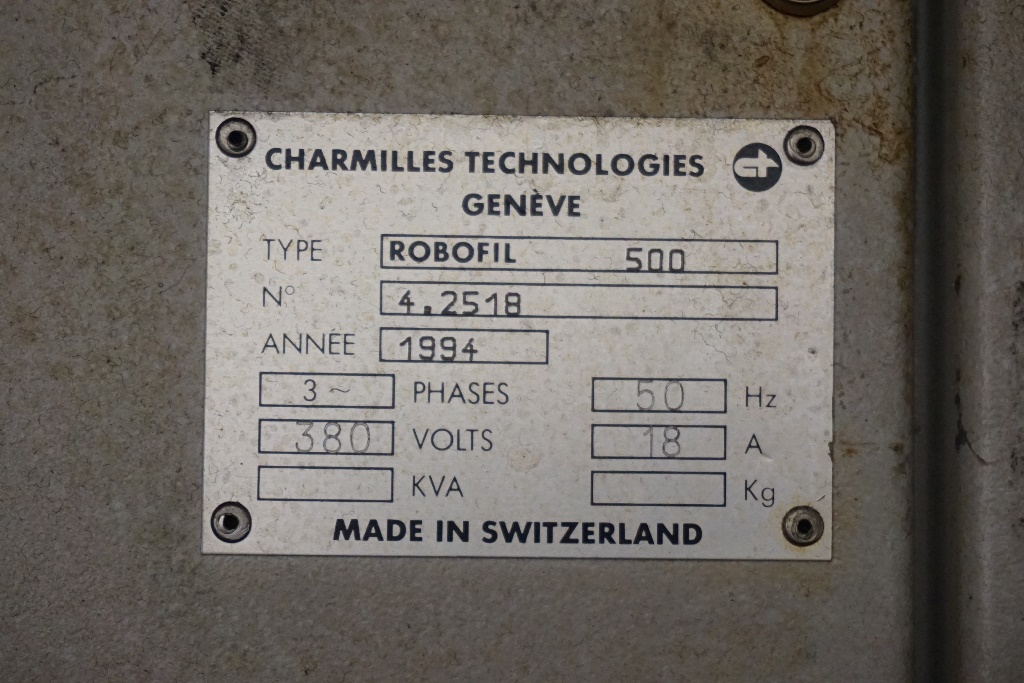 CHARMILLES TECHNOLOGIES
GENÈVE
TYPE ROBOFIL 500
N° 4.2518
ANNÉE 1994
3 ~ PHASES 50 Hz
380 VOLTS 18 A
KVA Kg
MADE IN SWITZERLAND